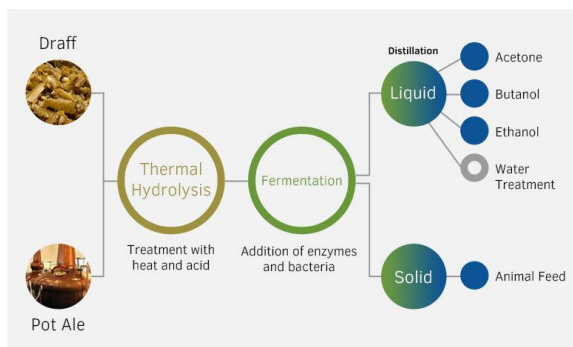 Draff
Pot Ale
Thermal
Hydrolysis
Treatment with
heat and acid
Fermentation
Addition of enzymes
and bacteria
Distillation
Liquid
Acetone
Butanol
Ethanol
Water
Treatment
Solid
Animal Feed